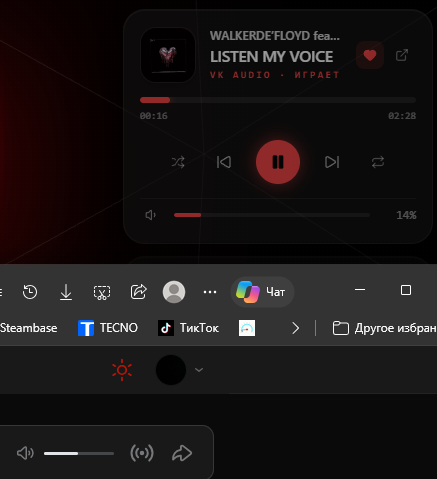 WALKERDE'FLOYD feat...
LISTEN MY VOICE
VK AUDIO · ИГРАЕТ
00:16
02:28
14%
Чат
Steambase
TECNO
ТикТок
Другое избран